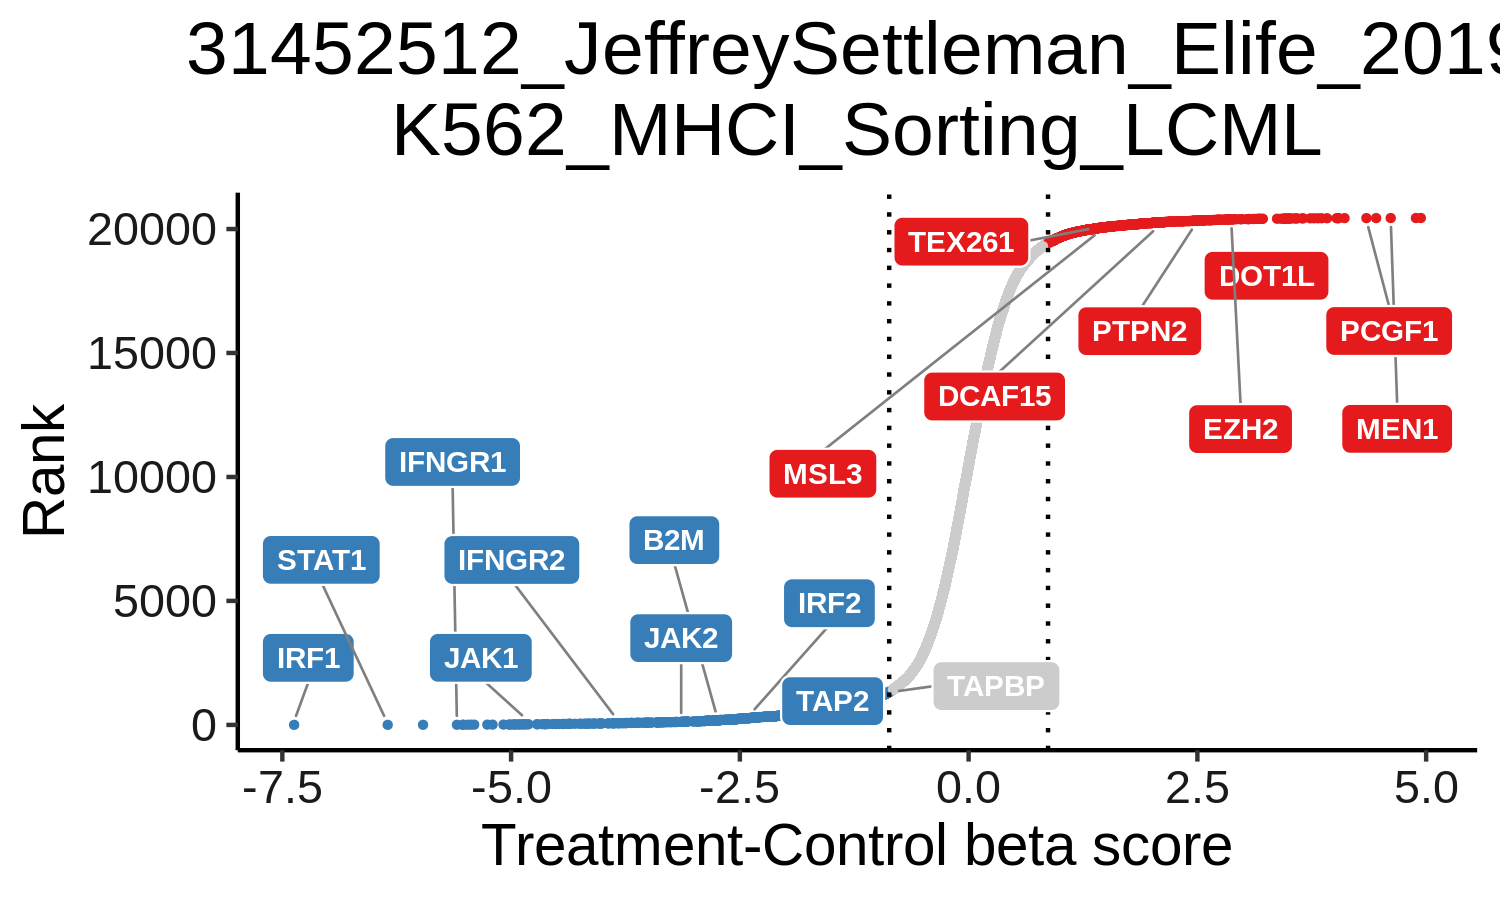 31452512_JeffreySettleman_Elife_2019
K562_MHCI_Sorting_LCML
Rank
20000
15000
10000
5000
0
TEX261
DOT1L
PTPN2
PCGF1
DCAF15
EZH2
MEN1
MSL3
IFNGR1
B2M
STAT1
IFNGR2
IRF2
JAK2
IRF1
JAK1
TAPBP
TAP2
-7.5
-5.0
-2.5
0.0
2.5
5.0
Treatment-Control beta score